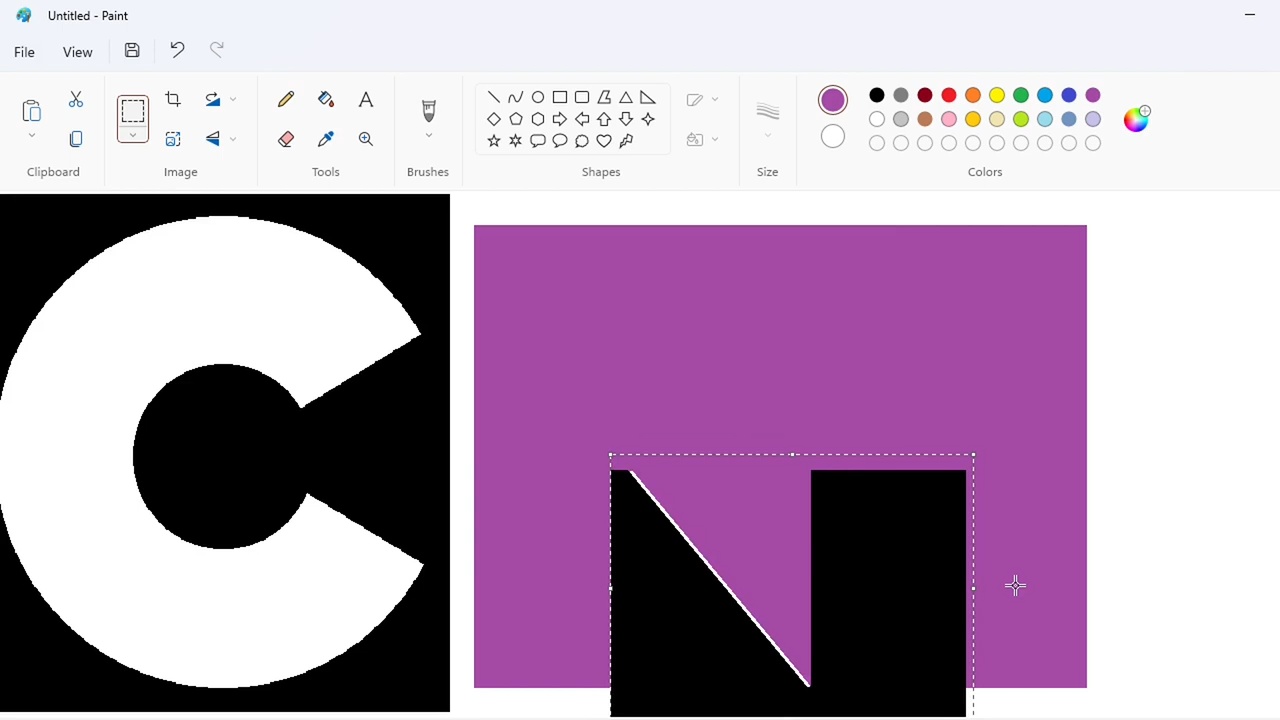 Untitled - Paint
File View
A
Clipboard Image Tools Brushes Shapes Size Colors
C